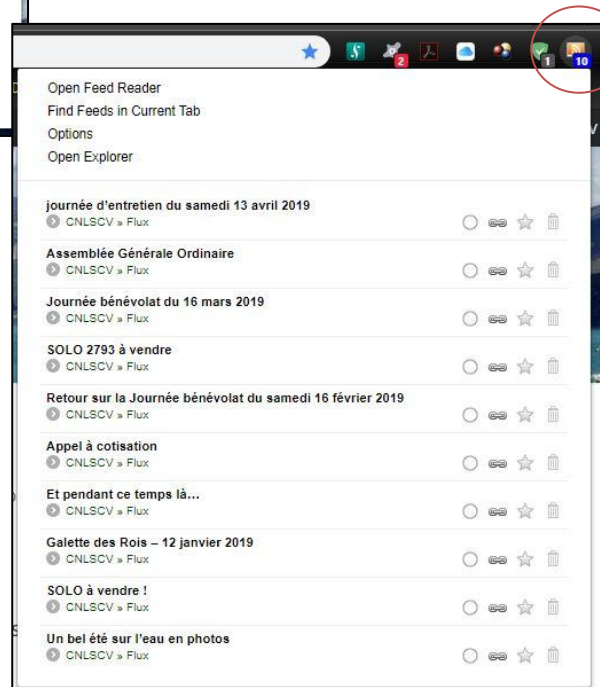 2
1
10
Open Feed Reader
Find Feeds in Current Tab
Options
Open Explorer
journée d'entretien du samedi 13 avril 2019
CNLSCV » Flux
Assemblée Générale Ordinaire
CNLSCV » Flux
Journée bénévolat du 16 mars 2019
CNLSCV » Flux
SOLO 2793 à vendre
CNLSCV » Flux
Retour sur la Journée bénévolat du samedi 16 février 2019
CNLSCV » Flux
Appel à cotisation
CNLSCV » Flux
Et pendant ce temps là…
CNLSCV » Flux
Galette des Rois – 12 janvier 2019
CNLSCV » Flux
SOLO à vendre !
CNLSCV » Flux
Un bel été sur l'eau en photos
CNLSCV » Flux